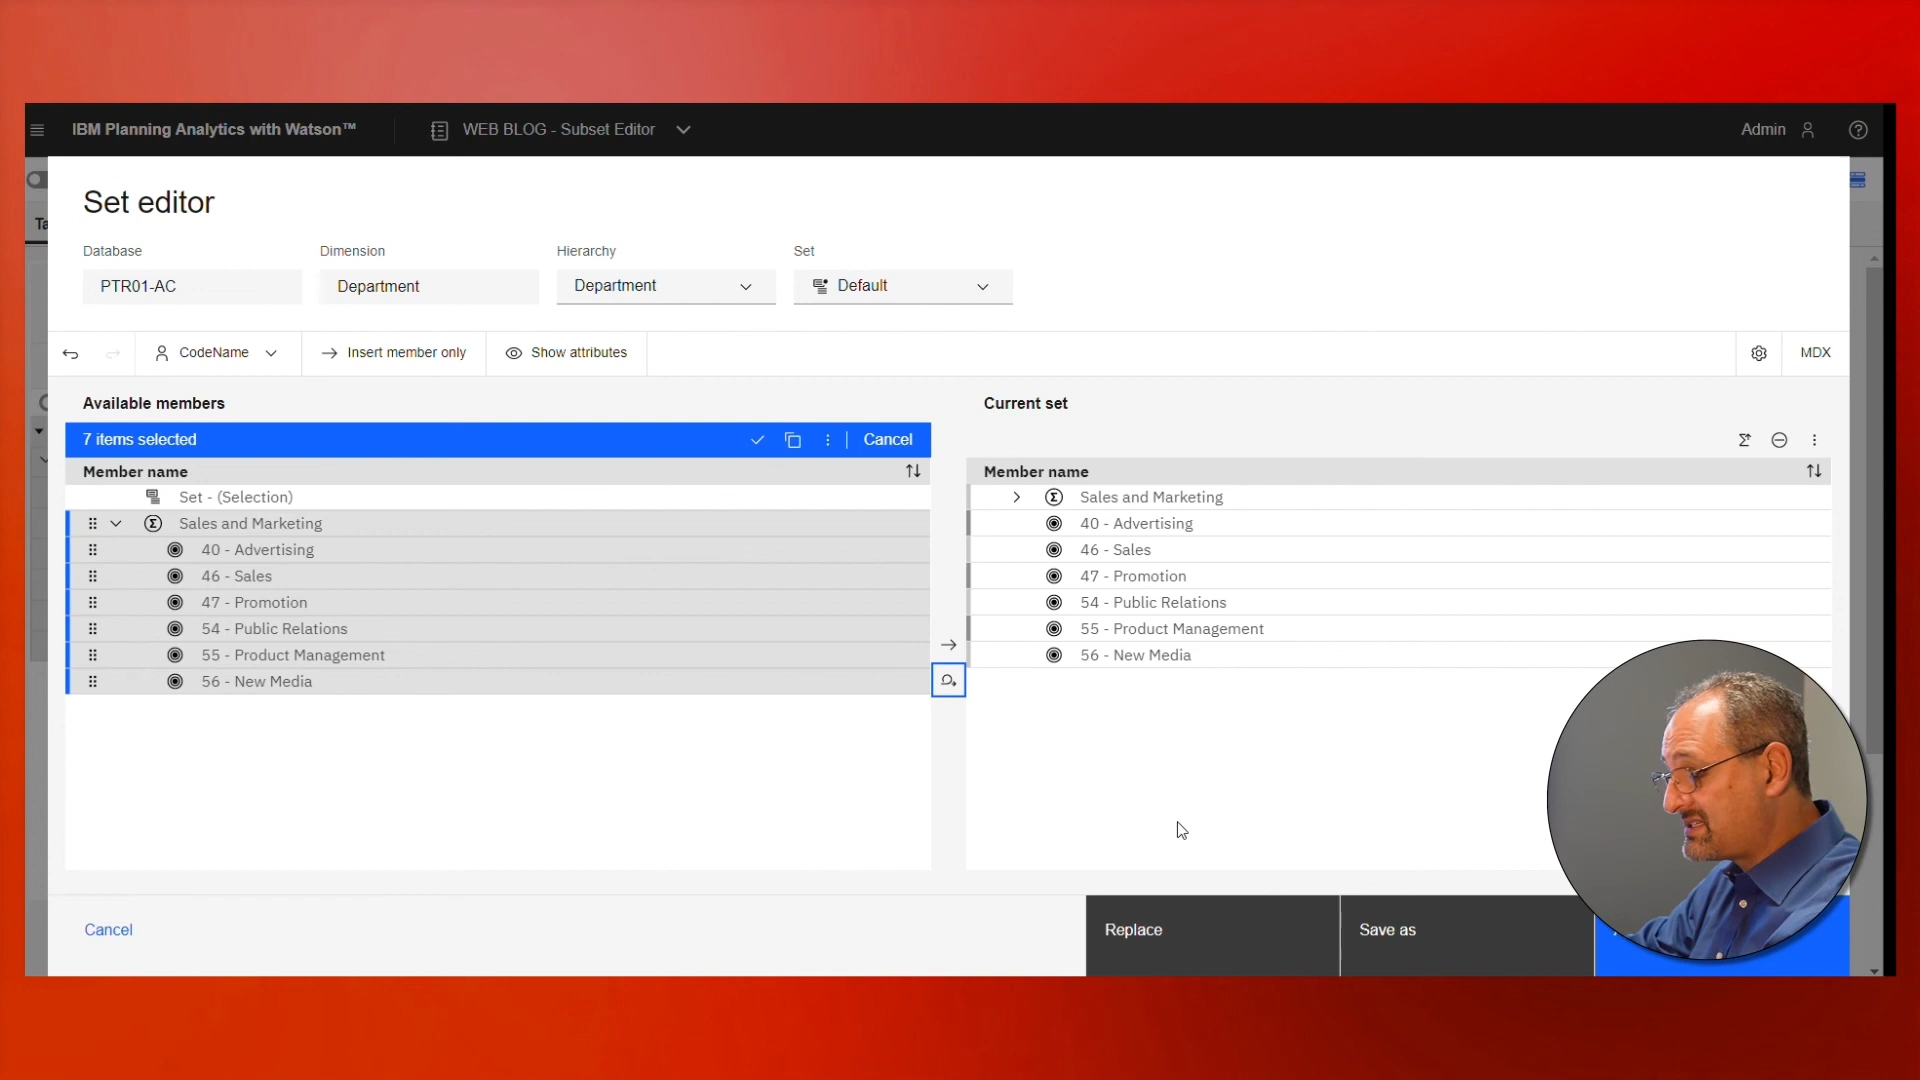 IBM Planning Analytics with Watson™
WEB BLOG - Subset Editor
Admin
Ta
Set editor
Database
Dimension
Hierarchy
Set
PTR01-AC
Department
Department
Default
CodeName
Insert member only
Show attributes
MDX
Available members
Current set
7 items selected
Cancel
Member name
Set - (Selection)
Sales and Marketing
40 - Advertising
46 - Sales
47 - Promotion
54 - Public Relations
55 - Product Management
56 - New Media
Member name
Sales and Marketing
40 - Advertising
46 - Sales
47 - Promotion
54 - Public Relations
55 - Product Management
56 - New Media
Cancel
Replace
Save as